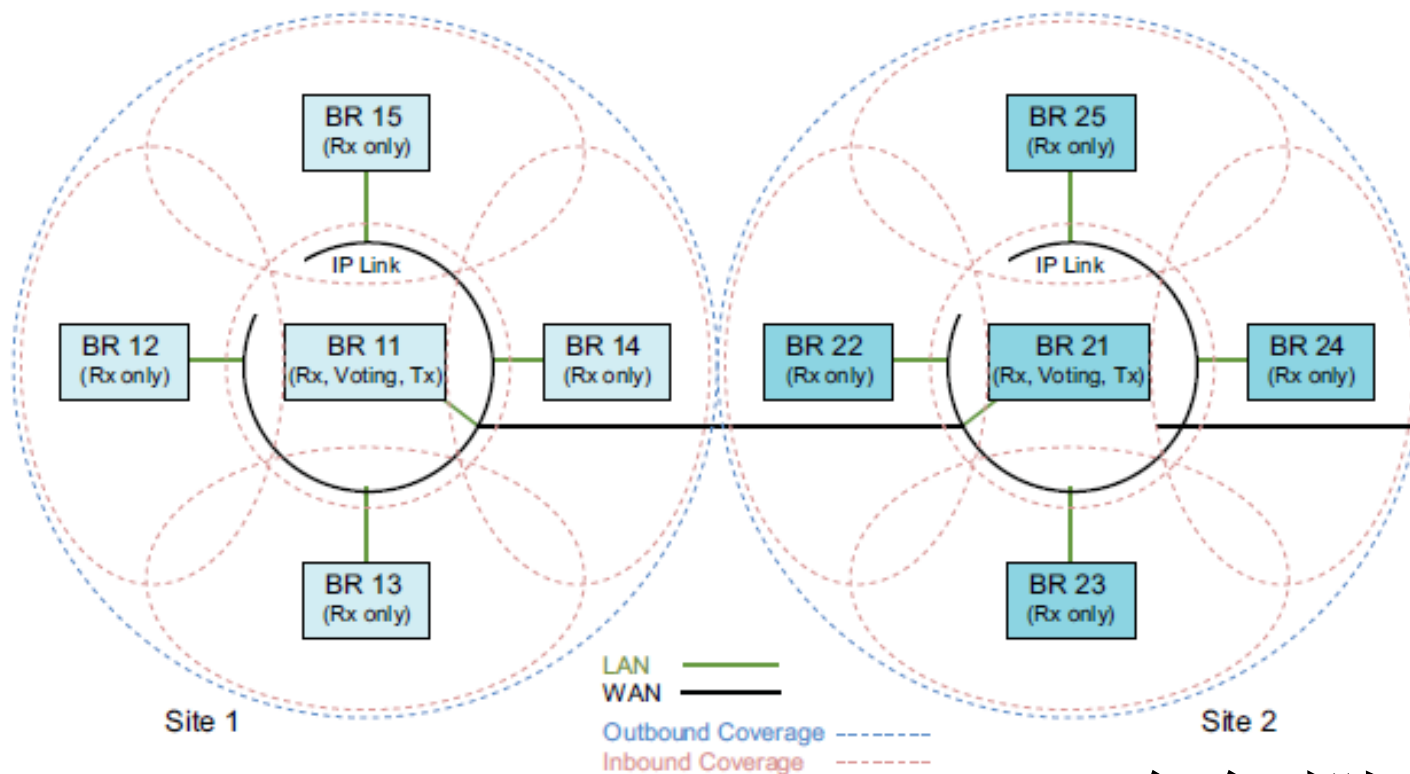 BR 15
(Rx only)
BR 25
(Rx only)
IP Link
IP Link
BR 12
(Rx only)
BR 11
(Rx, Voting, Tx)
BR 14
(Rx only)
BR 22
(Rx only)
BR 21
(Rx, Voting, Tx)
BR 24
(Rx only)
BR 13
(Rx only)
BR 23
(Rx only)
LAN
WAN
Site 1
Site 2
Outbound Coverage
Inbound Coverage